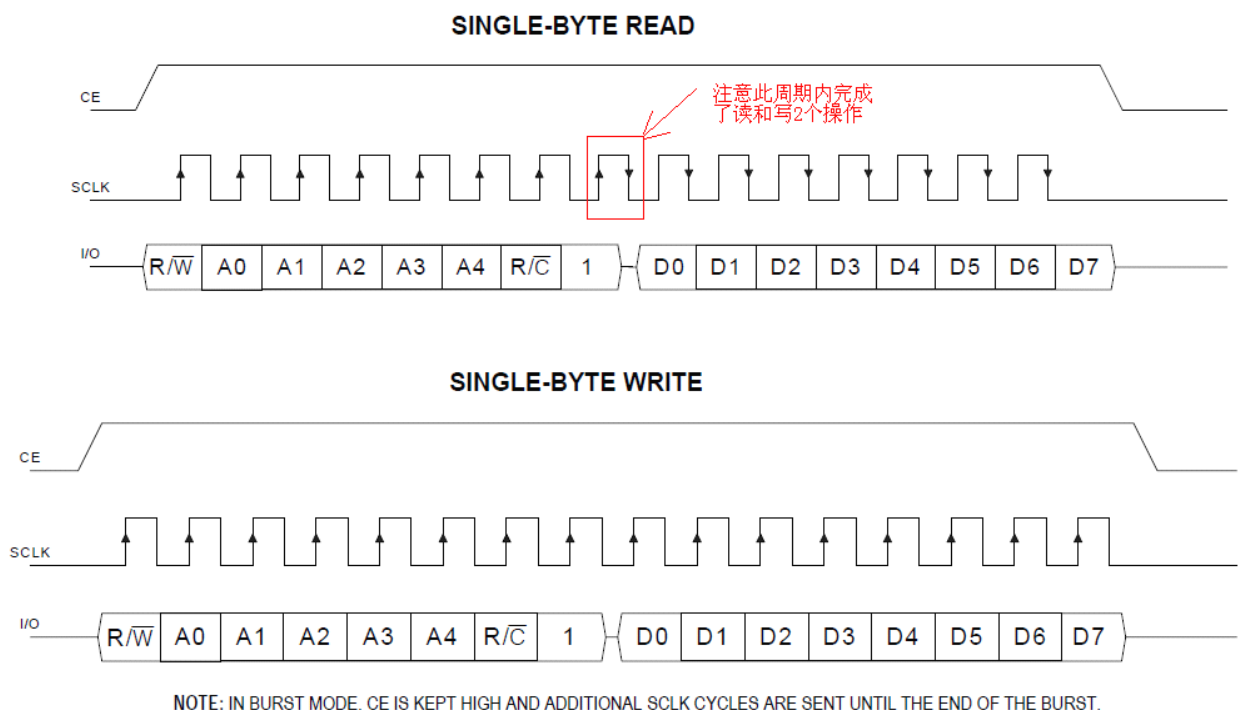 SINGLE-BYTE READ
CE
注意此周期内完成
了读和写2个操作
SCLK
I/O
R/W̅ A0 A1 A2 A3 A4 R/C̅ 1 D0 D1 D2 D3 D4 D5 D6 D7
SINGLE-BYTE WRITE
CE
SCLK
I/O
R/W̅ A0 A1 A2 A3 A4 R/C̅ 1 D0 D1 D2 D3 D4 D5 D6 D7
NOTE: IN BURST MODE, CE IS KEPT HIGH AND ADDITIONAL SCLK CYCLES ARE SENT UNTIL THE END OF THE BURST.